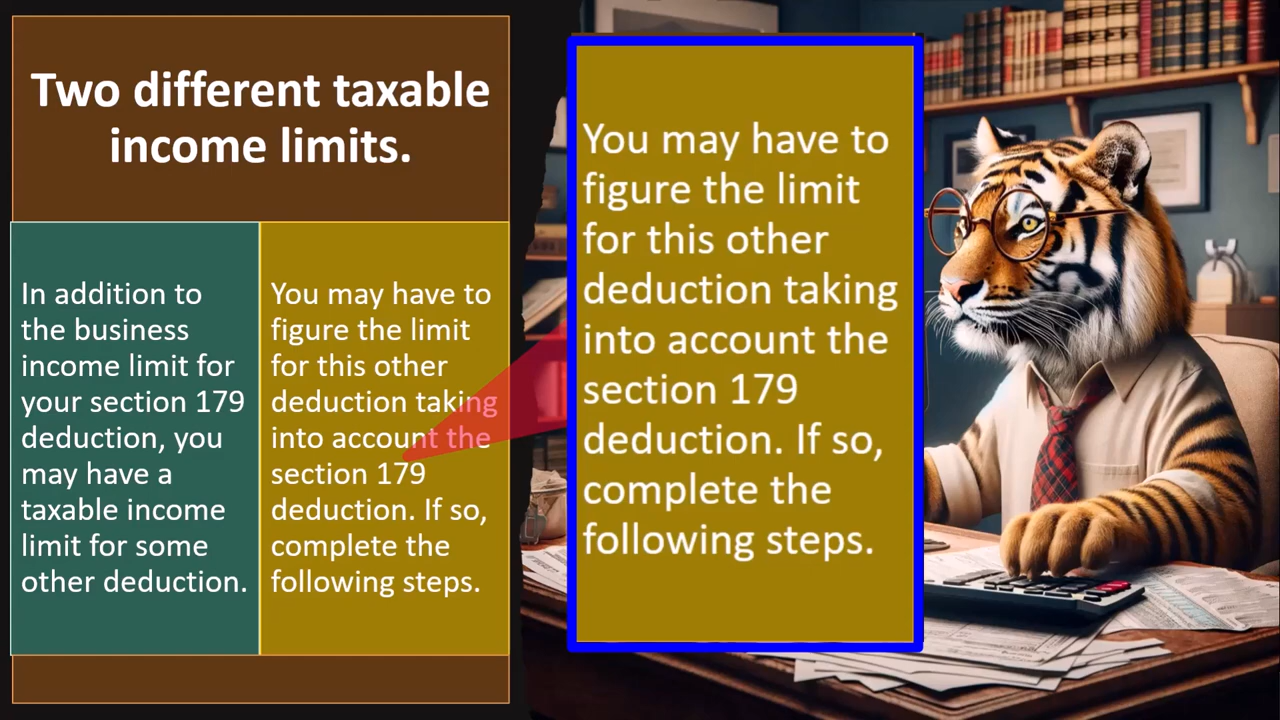 Two different taxable
income limits.
In addition to
the business
income limit for
your section 179
deduction, you
may have a
taxable income
limit for some
other deduction.
You may have to
figure the limit
for this other
deduction taking
into account the
section 179
deduction. If so,
complete the
following steps.
You may have to
figure the limit
for this other
deduction taking
into account the
section 179
deduction. If so,
complete the
following steps.